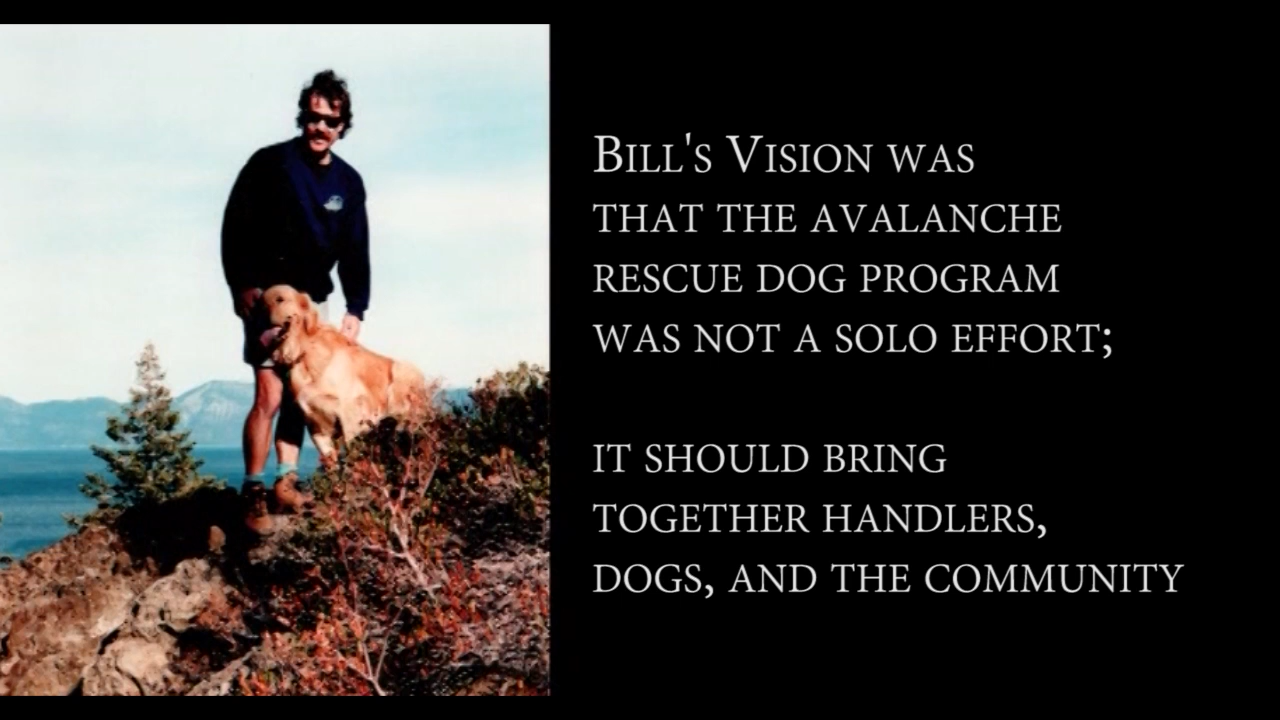 Bill's Vision was
that the avalanche
rescue dog program
was not a solo effort;
it should bring
together handlers,
dogs, and the community